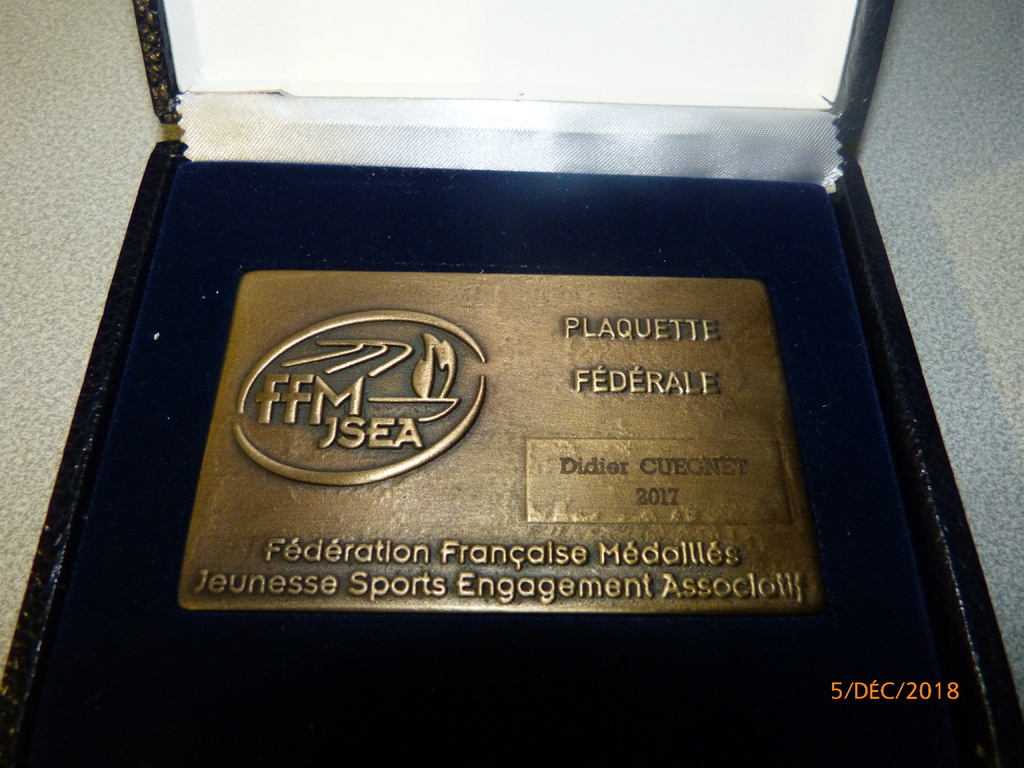 FFM
JSEA
PLAQUETTE
FÉDÉRALE
Didier CUEGNET
2017
Fédération Française Médaillés
Jeunesse Sports Engagement Associatif
5/DÉC/2018